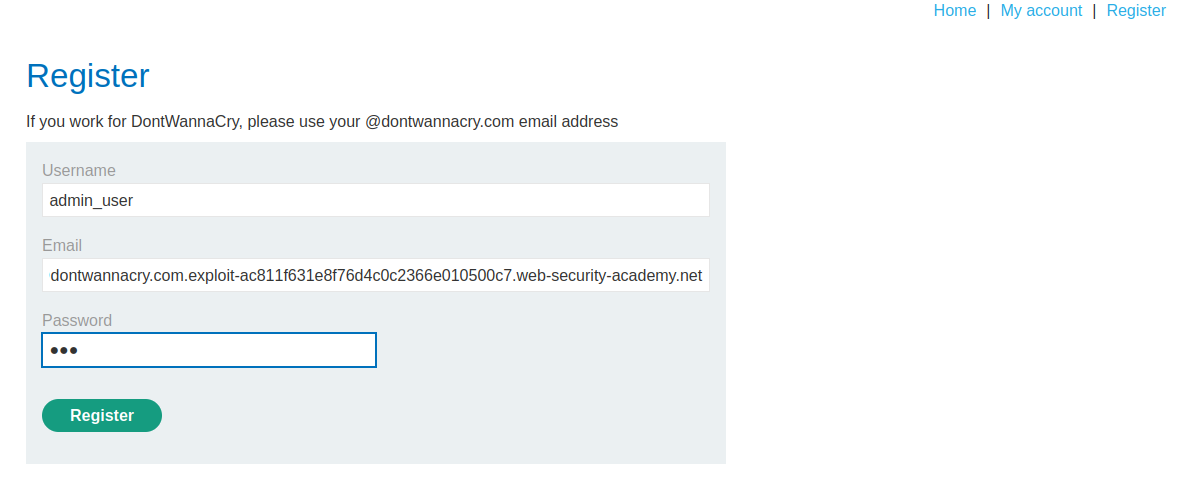 Home | My account | Register
Register
If you work for DontWannaCry, please use your @dontwannacry.com email address
Username
admin_user
Email
dontwannacry.com.exploit-ac811f631e8f76d4c0c2366e010500c7.web-security-academy.net
Password
●●●
Register